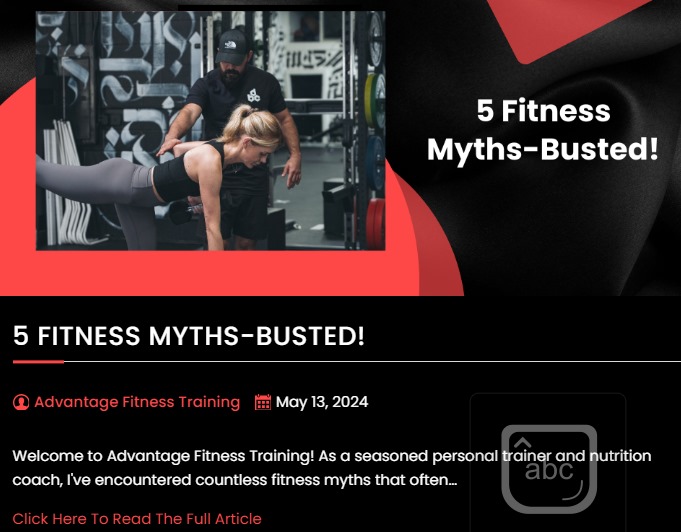 5 Fitness
Myths-Busted!
5 FITNESS MYTHS-BUSTED!
Advantage Fitness Training May 13, 2024
Welcome to Advantage Fitness Training! As a seasoned personal trainer and nutrition
coach, I've encountered countless fitness myths that often...
abc
Click Here To Read The Full Article